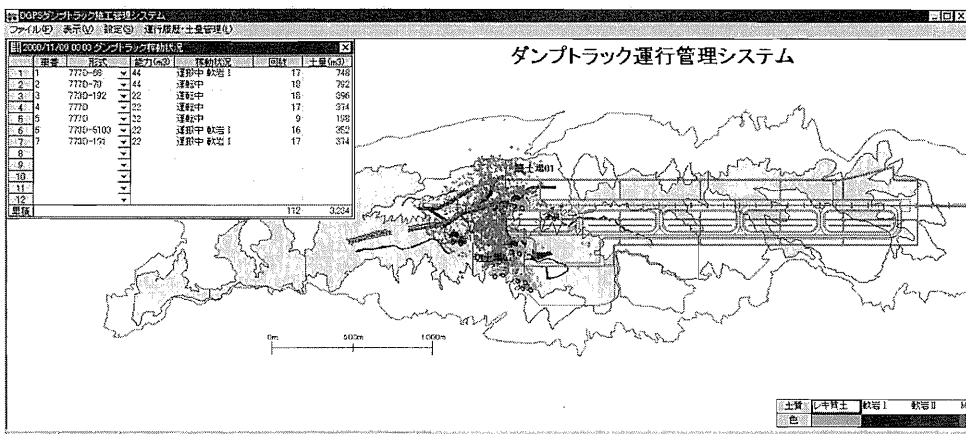 DGPSダンプトラック施工管理システム
ファイル(F) 表示(V) 設定(S) 運行履歴・土量管理(L)
2000/11/09 00:00 ダンプトラック稼動状況
ダンプトラック運行管理システム
車番 形式 能力(m3) 稼動状況 回数 土量(m3)
1 1 777D-68 44 運搬中 軟岩Ⅰ 17 748
2 2 777D-79 44 運転中 18 792
3 3 773D-192 22 運転中 18 396
4 4 777D 22 運転中 17 374
5 5 777D 22 運転中 9 198
6 6 773D-5103 22 運搬中 軟岩Ⅰ 16 352
7 7 773D-191 22 運搬中 軟岩Ⅰ 17 374
8
9
10
11
12
累積 112 3,234
0m 500m 1000m
土質 レキ質土 軟岩Ⅰ 軟岩Ⅱ
色